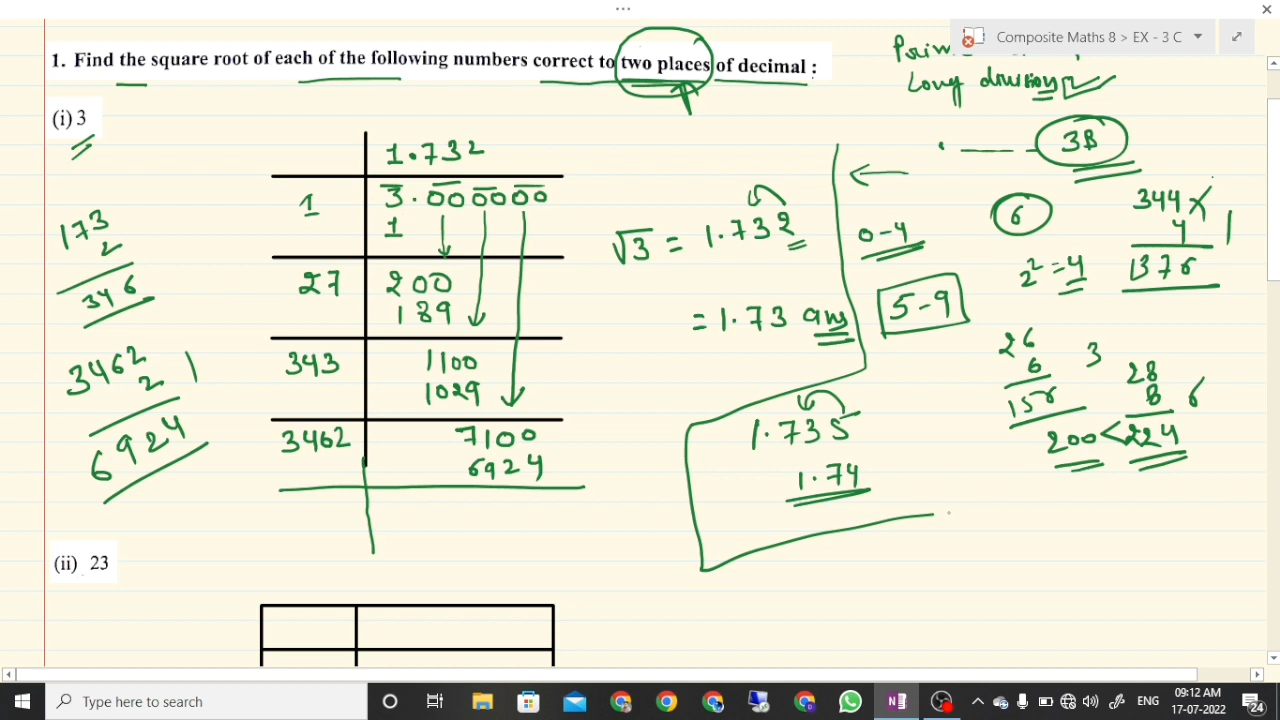 Composite Maths 8 > EX - 3 C
1. Find the square root of each of the following numbers correct to two places of decimal :
Long division
(i) 3
3B
1.732
1
3.000000
1
27
200
189
343
1100
1029
3462
7100
6924
173
2
346
3462
2
6924
√3 = 1.732
= 1.73 ans
0-4
5-9
1.735
1.74
6
2² = 4
344
4
1376
26
6
156
3
28
8
6
200 < 224
(ii) 23
Type here to search
ENG
09:12 AM
17-07-2022
24